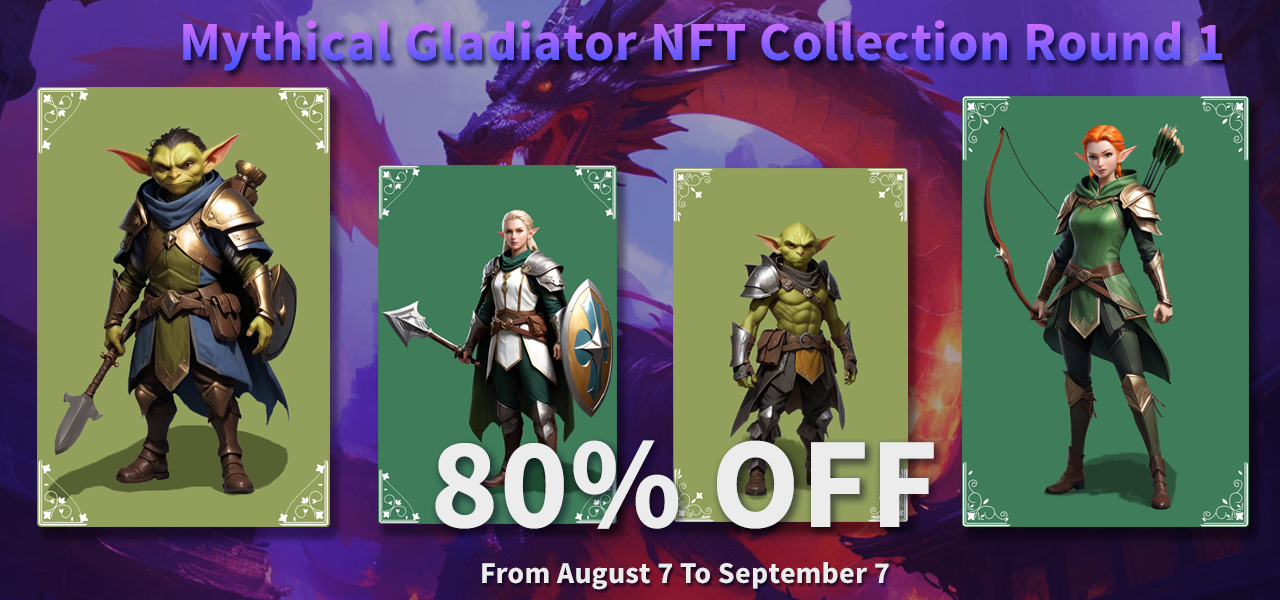 Mythical Gladiator NFT Collection Round 1
80% OFF
From August 7 To September 7